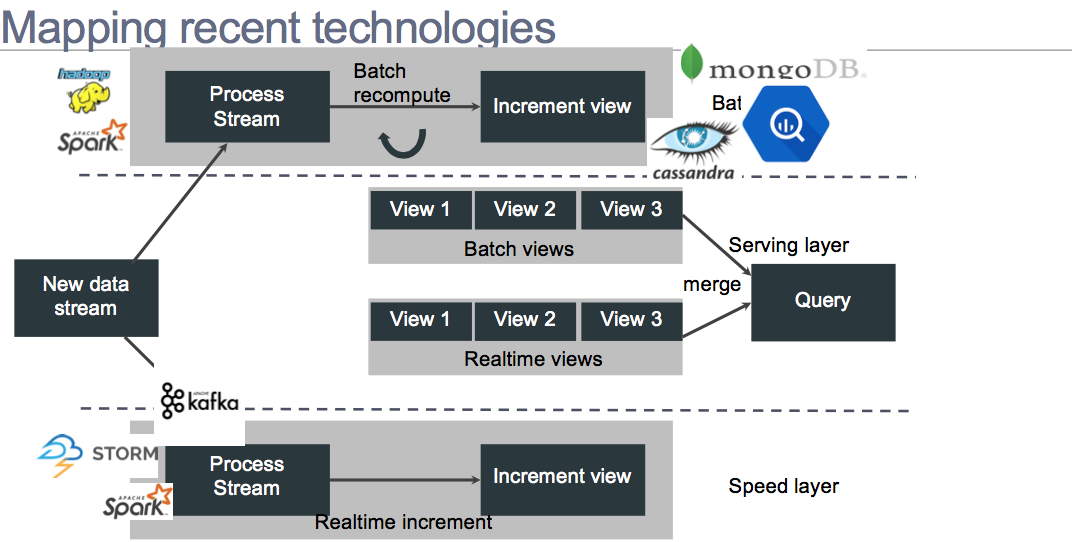 Mapping recent technologies
hadoop
APACHE
Spark
Process
Stream
Batch
recompute
Increment view
mongoDB.
Bat
cassandra
View 1
View 2
View 3
Batch views
Serving layer
New data
stream
merge
Query
View 1
View 2
View 3
Realtime views
APACHE
kafka
STORM
APACHE
Spark
Process
Stream
Increment view
Realtime increment
Speed layer